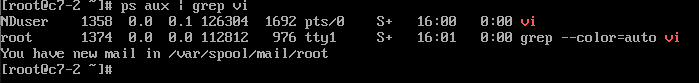 [root@c7-2 ~]# ps aux | grep vi
NDuser    1358  0.0  0.1 126304  1692 pts/0    S+   16:00   0:00 vi
root      1374  0.0  0.0 112812   976 tty1     S+   16:01   0:00 grep --color=auto vi
You have new mail in /var/spool/mail/root
[root@c7-2 ~]#